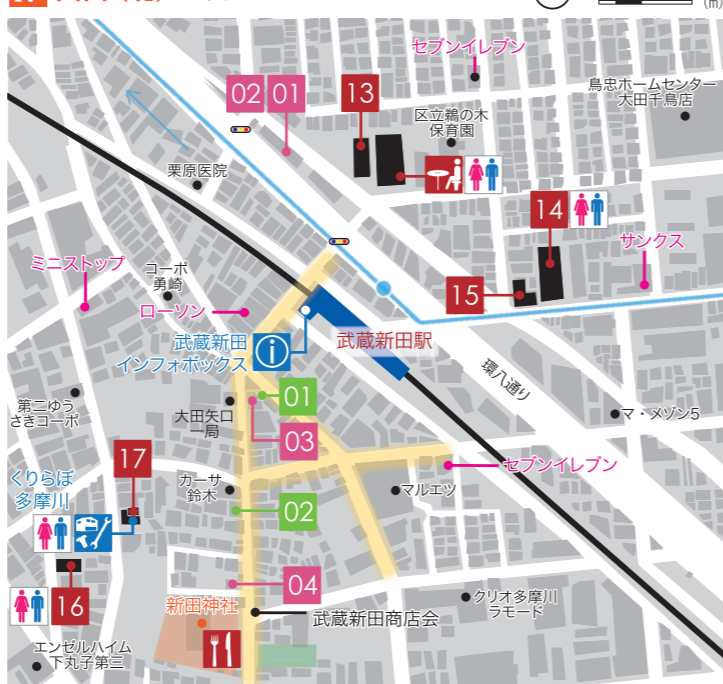 (m)
セブンイレブン
02 01
13
鳥忠ホームセンター
大田千鳥店
区立鵜の木
保育園
栗原医院
14
サンクス
ミニストップ
コーポ
勇崎
15
ローソン
武蔵新田
インフォボックス
武蔵新田駅
環八通り
01
第二ゆう
さきコーポ
大田矢口
一局
03
マ・メゾン5
17
くりらぼ
多摩川
カーサ
鈴木
セブンイレブン
マルエツ
02
04
16
新田神社
クリオ多摩川
ラモード
武蔵新田商店会
エンゼルハイム
下丸子第三